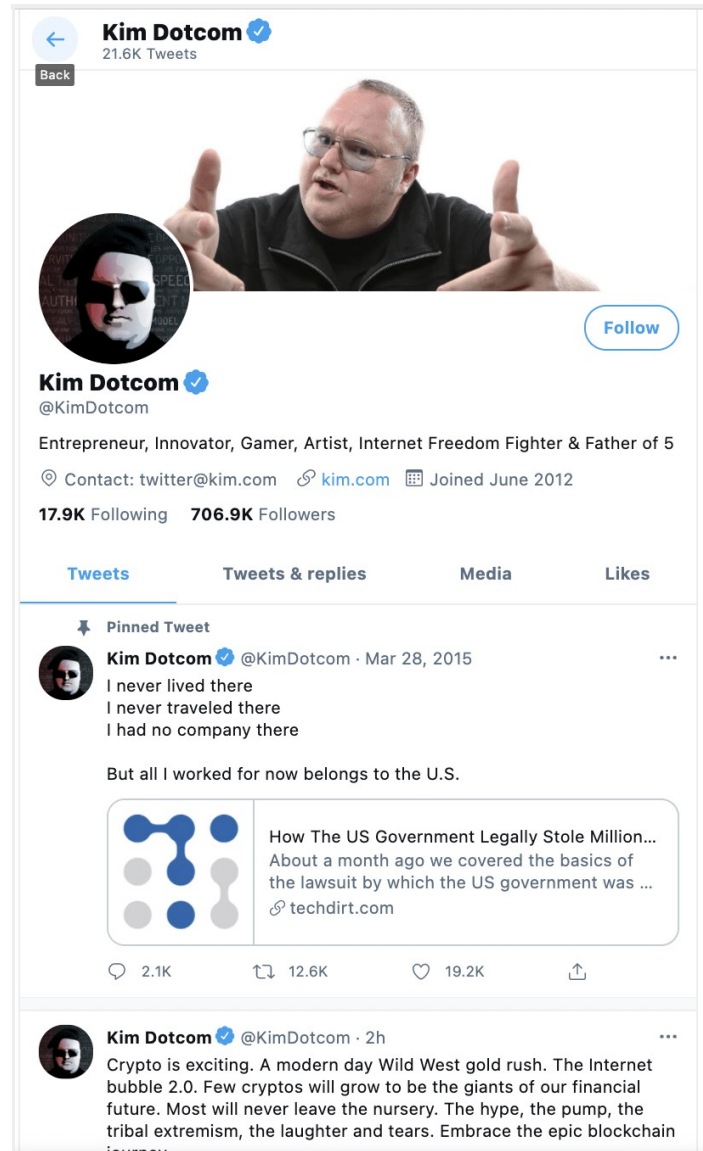 Kim Dotcom
21.6K Tweets
Back
SPEEC
AUTH
Follow
Kim Dotcom
@KimDotcom
Entrepreneur, Innovator, Gamer, Artist, Internet Freedom Fighter & Father of 5
Contact: twitter@kim.com kim.com Joined June 2012
17.9K Following 706.9K Followers
Tweets Tweets & replies Media Likes
Pinned Tweet
Kim Dotcom @KimDotcom · Mar 28, 2015
I never lived there
I never traveled there
I had no company there
But all I worked for now belongs to the U.S.
How The US Government Legally Stole Million...
About a month ago we covered the basics of
the lawsuit by which the US government was ...
techdirt.com
2.1K 12.6K 19.2K
Kim Dotcom @KimDotcom · 2h
Crypto is exciting. A modern day Wild West gold rush. The Internet
bubble 2.0. Few cryptos will grow to be the giants of our financial
future. Most will never leave the nursery. The hype, the pump, the
tribal extremism, the laughter and tears. Embrace the epic blockchain